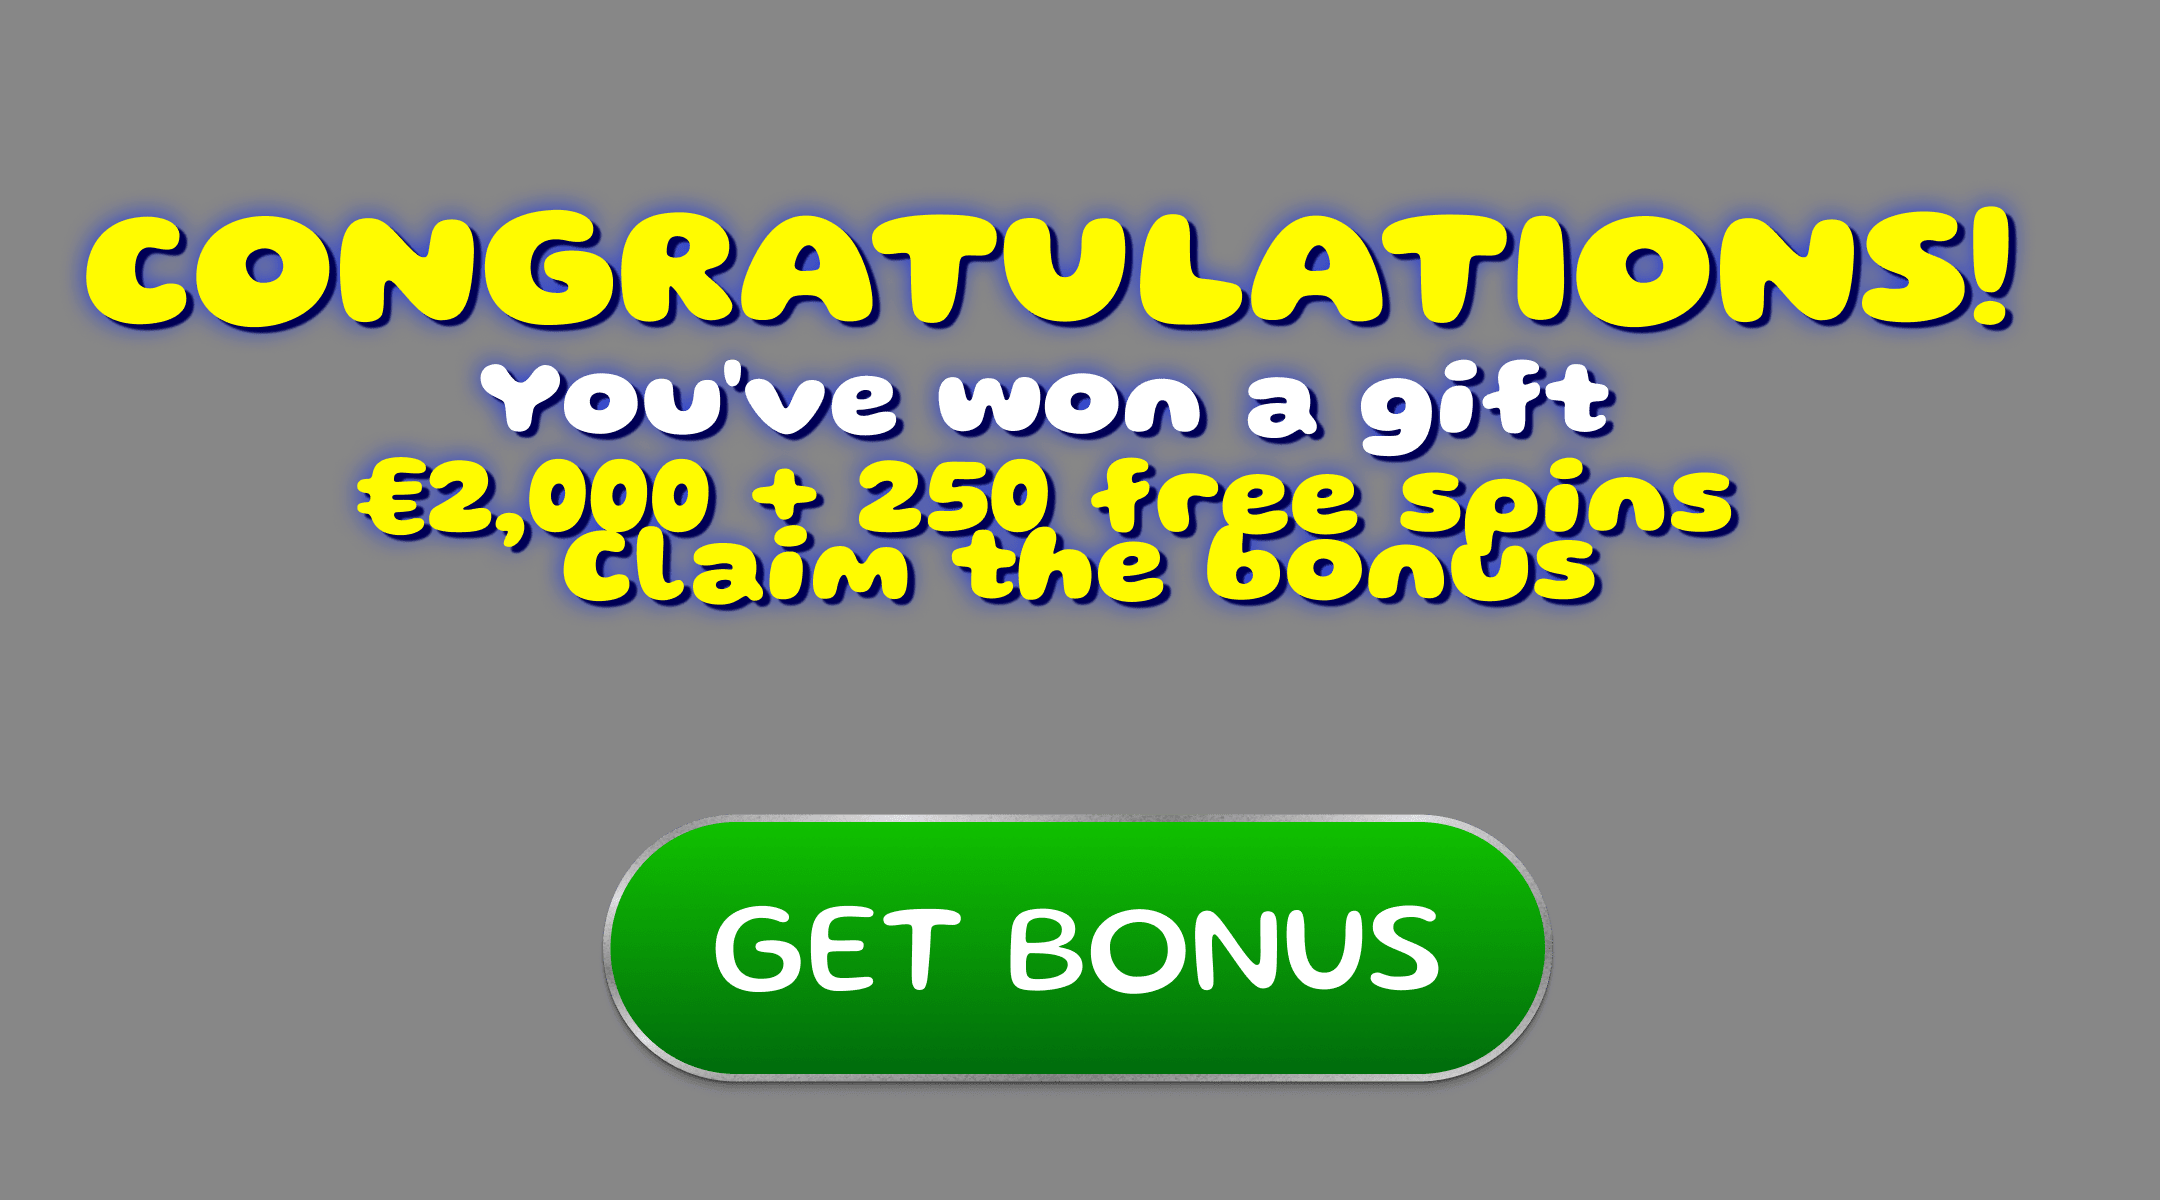 CONGRATULATIONS!
You've won a gift
€2,000 + 250 free spins
Claim the bonus
GET BONUS